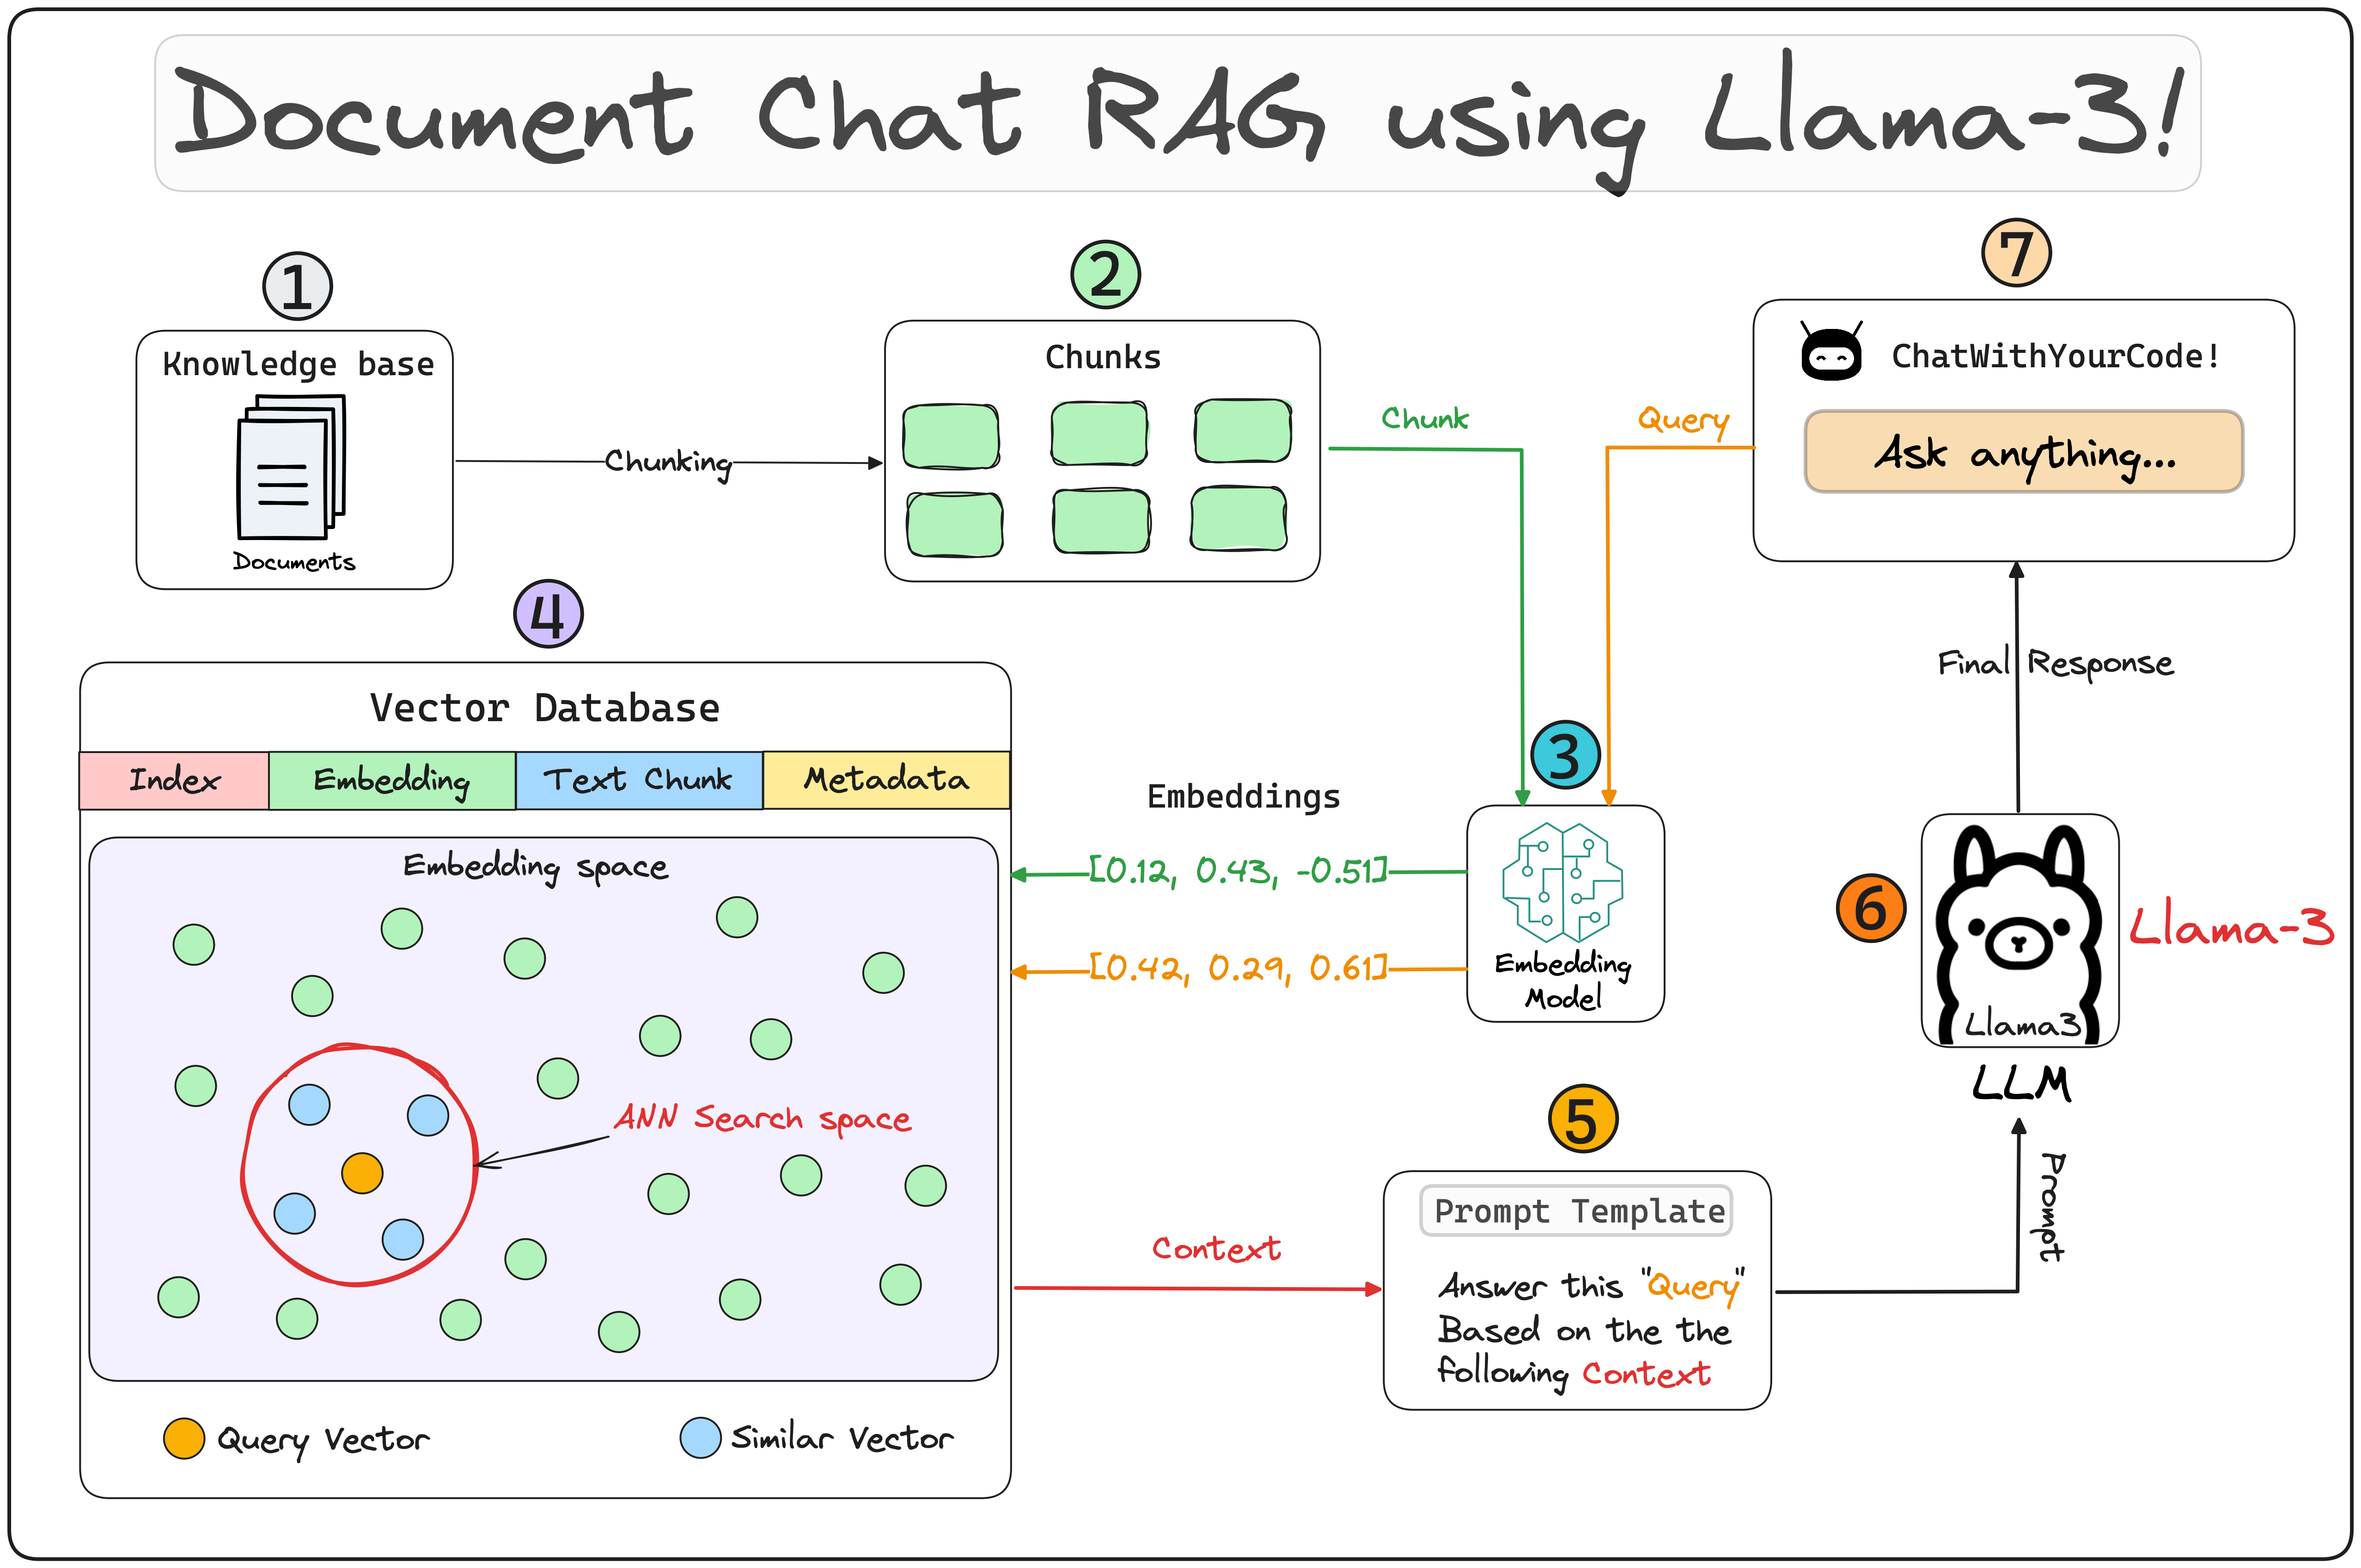 Document Chat RAG using Llama-3!
1
Knowledge base
Documents
Chunking
2
Chunks
Chunk
Query
7
ChatWithYourCode!
Ask anything...
Final Response
4
Vector Database
Index
Embedding
Text Chunk
Metadata
Embedding space
ANN Search space
Query Vector
Similar Vector
Embeddings
[0.12, 0.43, -0.51]
[0.42, 0.29, 0.61]
3
Embedding
Model
Context
5
Prompt Template
Answer this "Query"
Based on the the
following Context
Prompt
6
Llama3
Llama-3
LLM